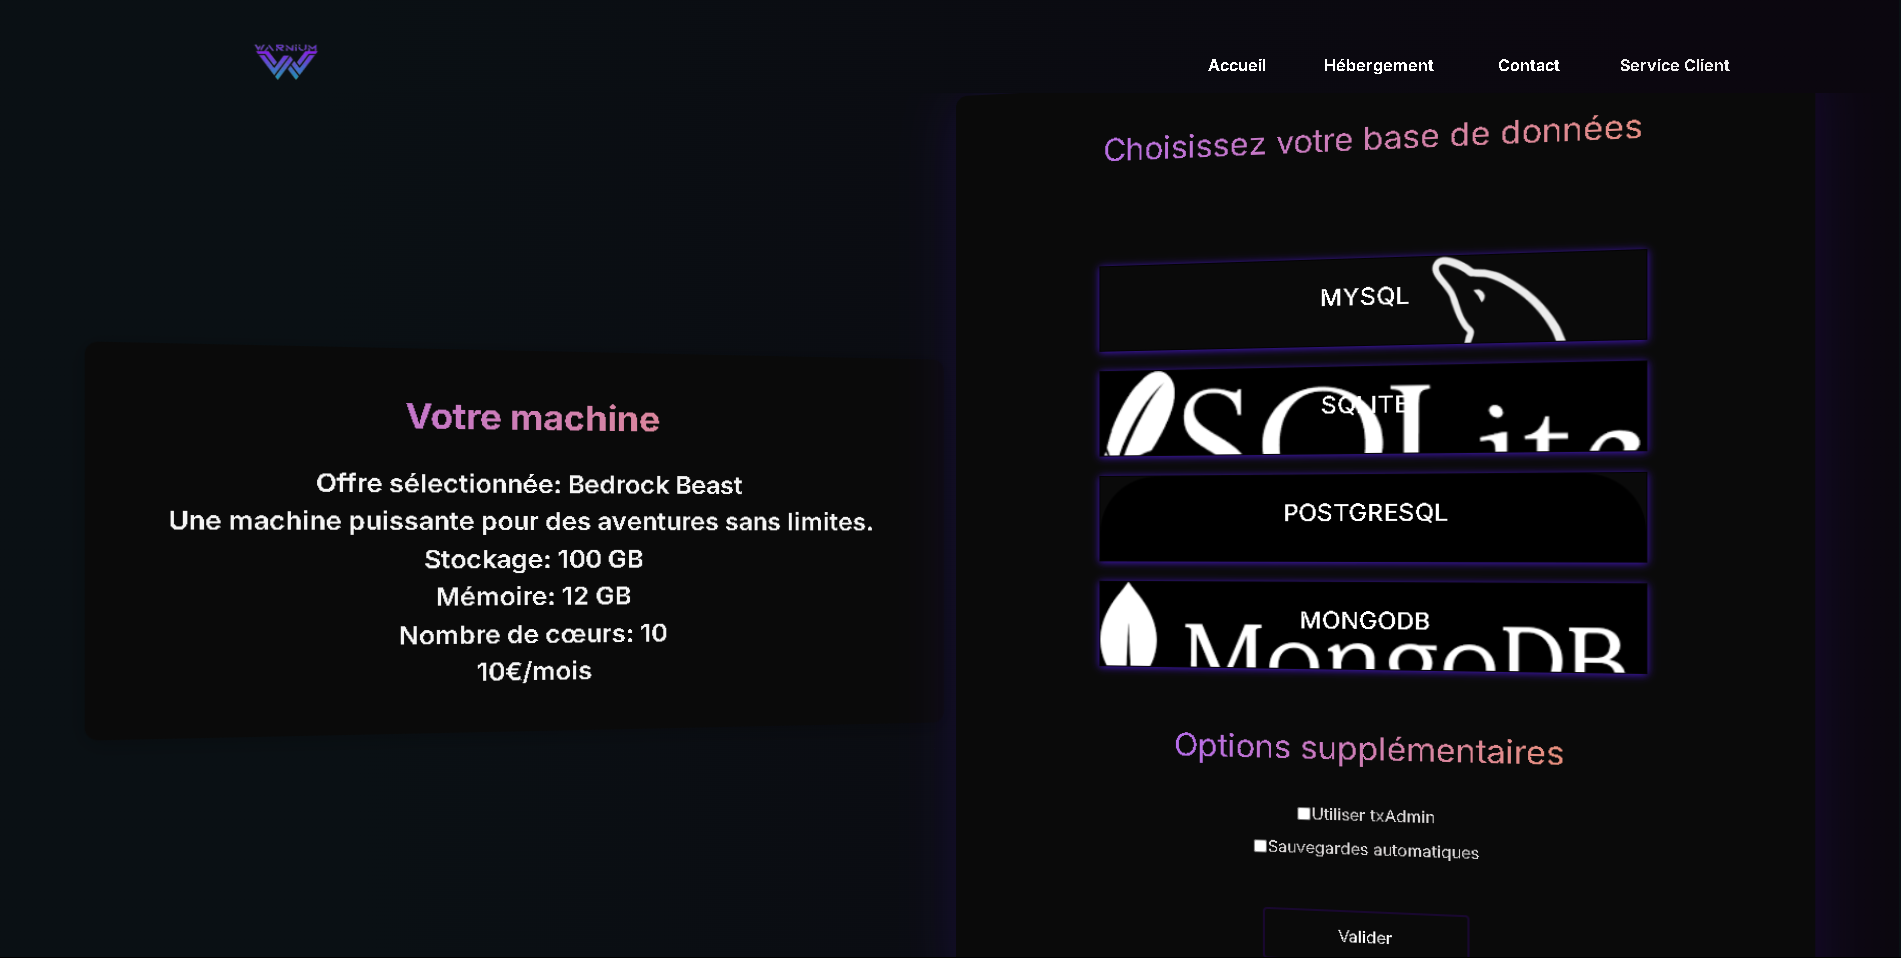 WARNIUM
Accueil
Hébergement
Contact
Service Client
Votre machine
Offre sélectionnée: Bedrock Beast
Une machine puissante pour des aventures sans limites.
Stockage: 100 GB
Mémoire: 12 GB
Nombre de cœurs: 10
10€/mois
Choisissez votre base de données
MYSQL
SQLITE
SQLite
POSTGRESQL
MONGODB
MongoDB
Options supplémentaires
Utiliser txAdmin
Sauvegardes automatiques
Valider